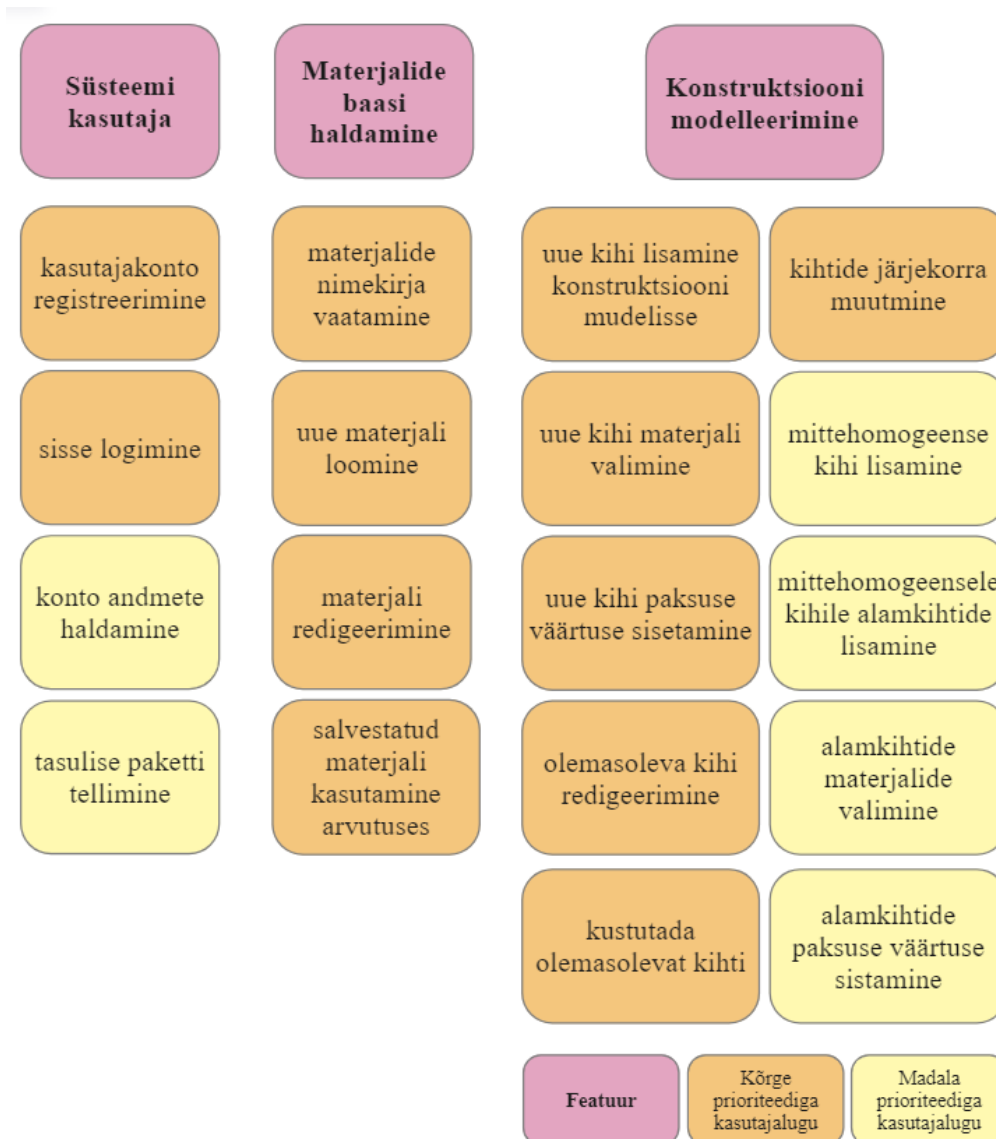 Süsteemi
kasutaja
Materjalide
baasi
haldamine
Konstruktsiooni
modelleerimine
kasutajakonto
registreerimine
sisse logimine
konto andmete
haldamine
tasulise paketti
tellimine
materjalide
nimekirja
vaatamine
uue materjali
loomine
materjali
redigeerimine
salvestatud
materjali
kasutamine
arvutuses
uue kihi lisamine
konstruktsiooni
mudelisse
uue kihi materjali
valimine
uue kihi paksuse
väärtuse sisetamine
olemasoleva kihi
redigeerimine
kustutada
olemasolevat kihti
kihtide järjekorra
muutmine
mittehomogeense
kihi lisamine
mittehomogeensele
kihile alamkihtide
lisamine
alamkihtide
materjalide
valimine
alamkihtide
paksuse väärtuse
sistamine
Featuur
Kõrge
prioriteediga
kasutajalugu
Madala
prioriteediga
kasutajalugu